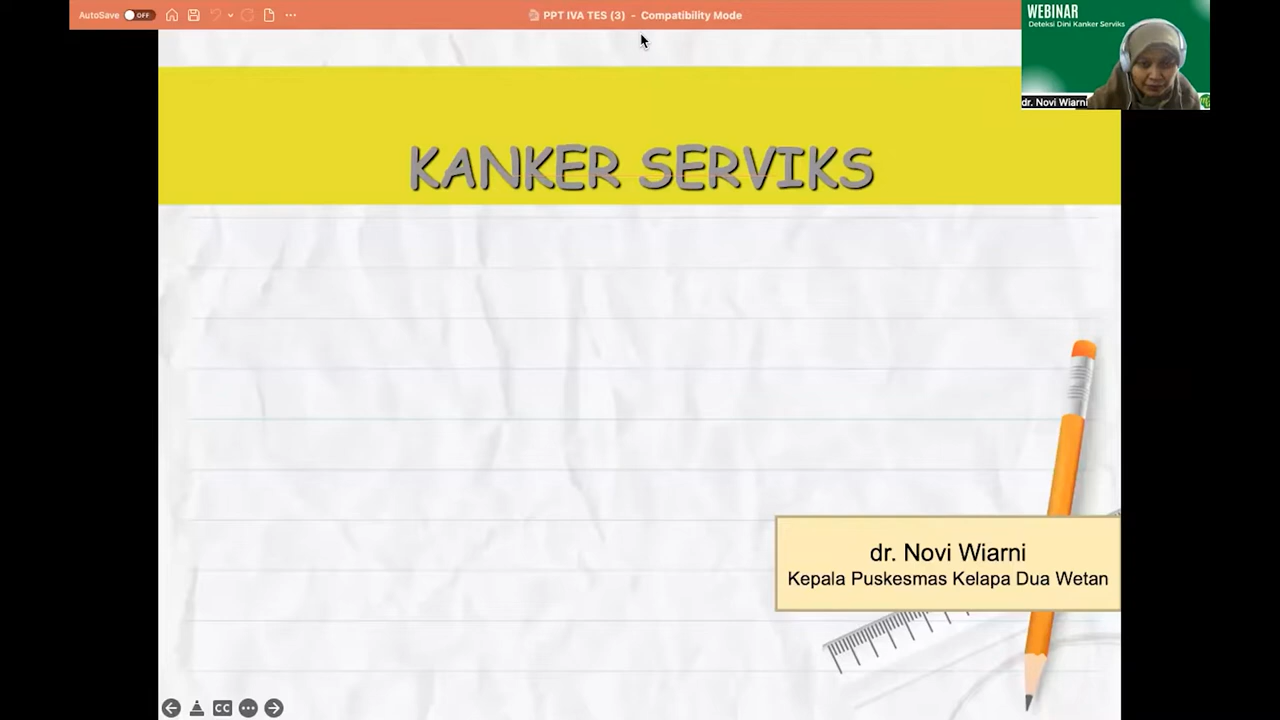 AutoSave OFF
PPT IVA TES (3) - Compatibility Mode
WEBINAR
Deteksi Dini Kanker Serviks
dr. Novi Wiarni
KANKER SERVIKS
dr. Novi Wiarni
Kepala Puskesmas Kelapa Dua Wetan
CC